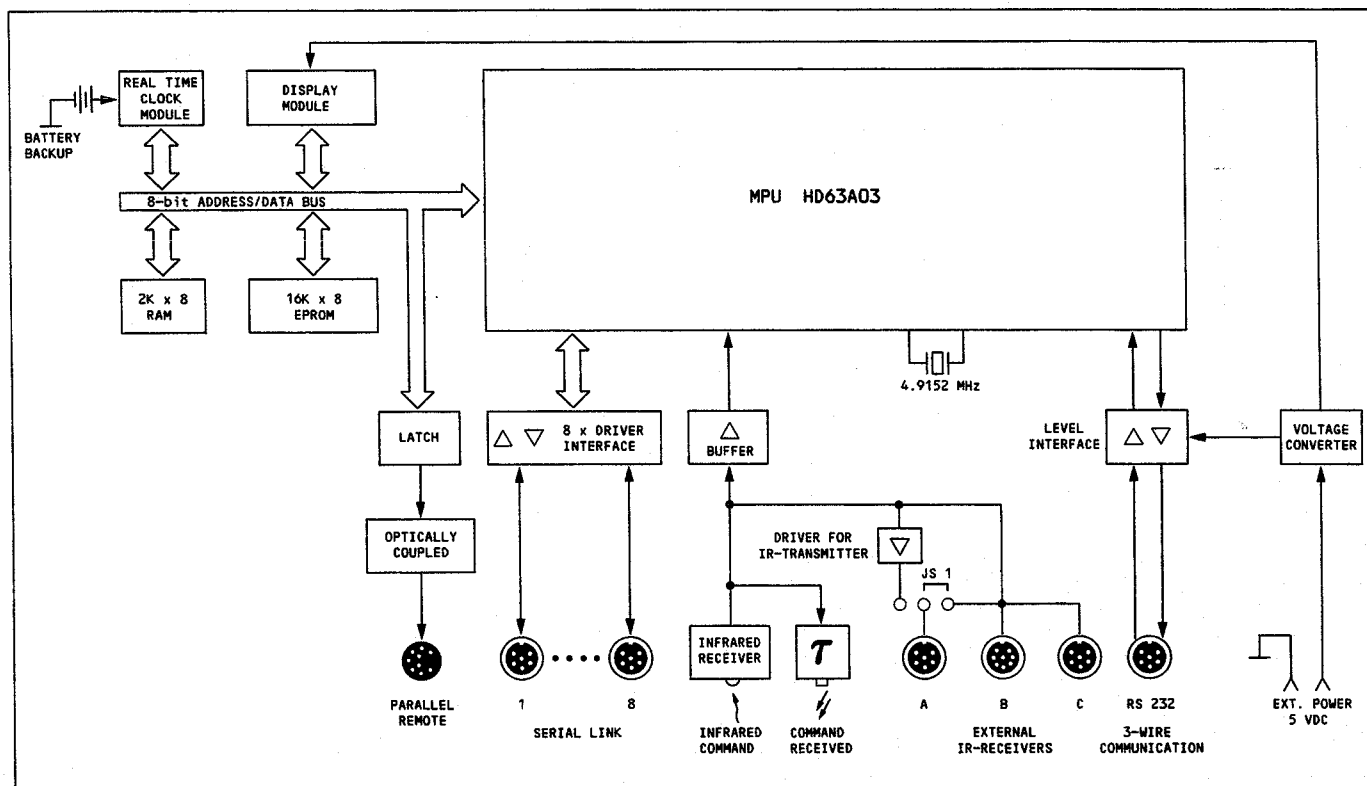 REAL TIME
CLOCK
MODULE
DISPLAY
MODULE
BATTERY
BACKUP
MPU HD63A03
8-bit ADDRESS/DATA BUS
2K x 8
RAM
16K x 8
EPROM
4.9152 MHz
LATCH
8 x DRIVER
INTERFACE
BUFFER
LEVEL
INTERFACE
VOLTAGE
CONVERTER
OPTICALLY
COUPLED
DRIVER FOR
IR-TRANSMITTER
JS 1
INFRARED
RECEIVER
τ
PARALLEL
REMOTE
1
8
SERIAL LINK
INFRARED
COMMAND
COMMAND
RECEIVED
A
B
C
EXTERNAL
IR-RECEIVERS
RS 232
3-WIRE
COMMUNICATION
EXT. POWER
5 VDC